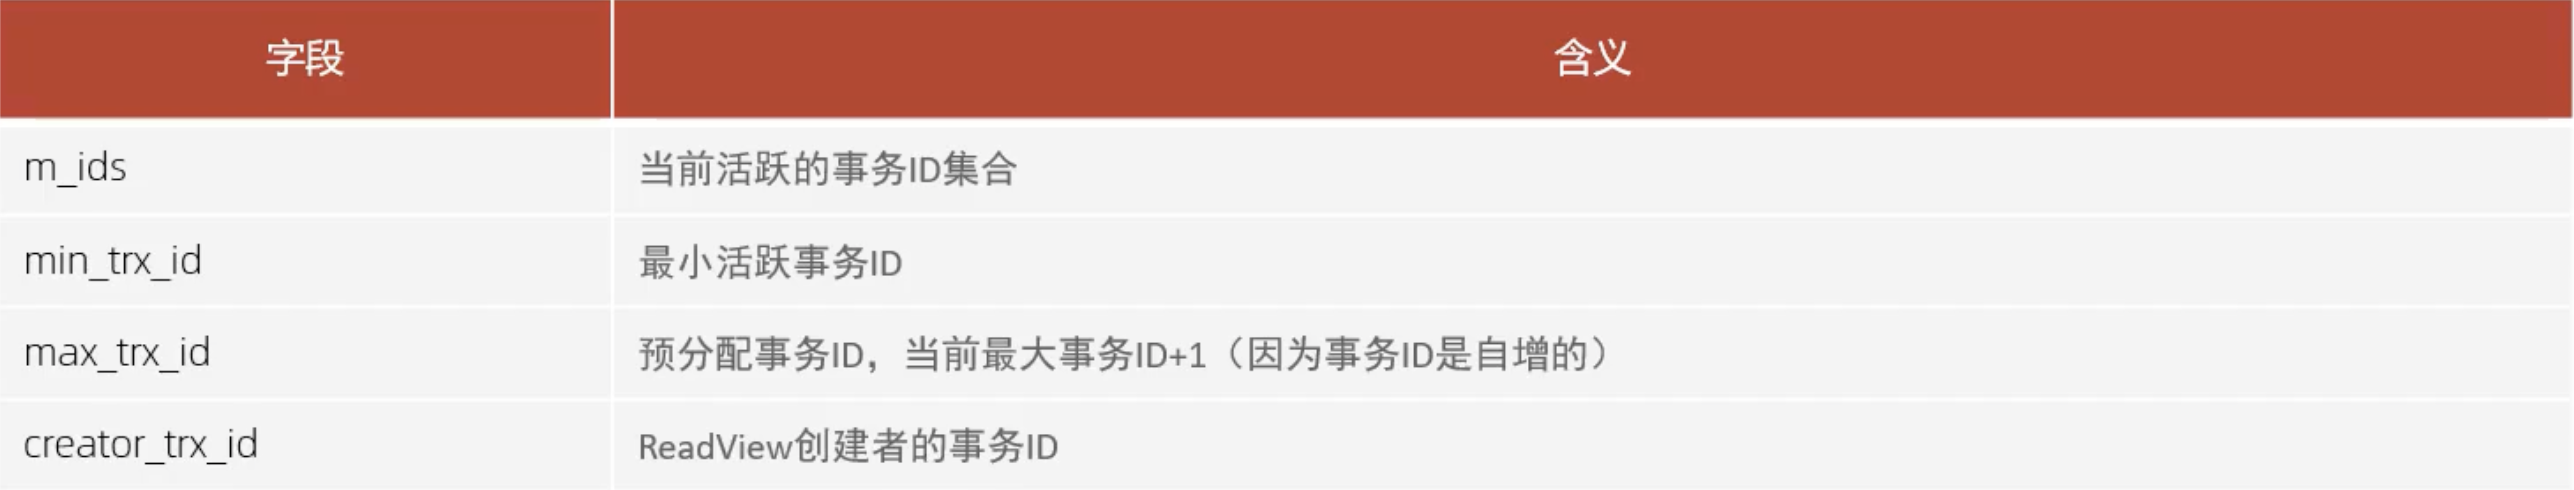 字段 含义
m_ids 当前活跃的事务ID集合
min_trx_id 最小活跃事务ID
max_trx_id 预分配事务ID，当前最大事务ID+1（因为事务ID是自增的）
creator_trx_id ReadView创建者的事务ID